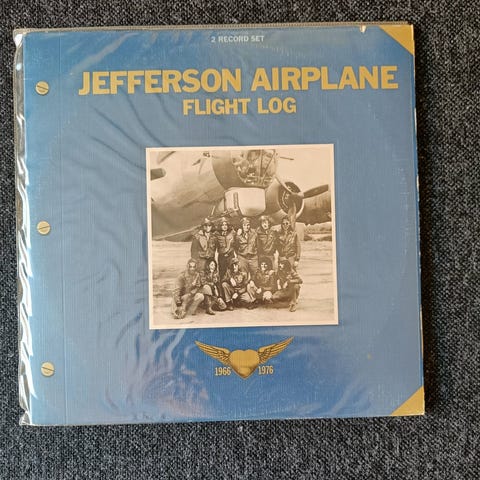 2 RECORD SET
JEFFERSON AIRPLANE
FLIGHT LOG
1966 1976